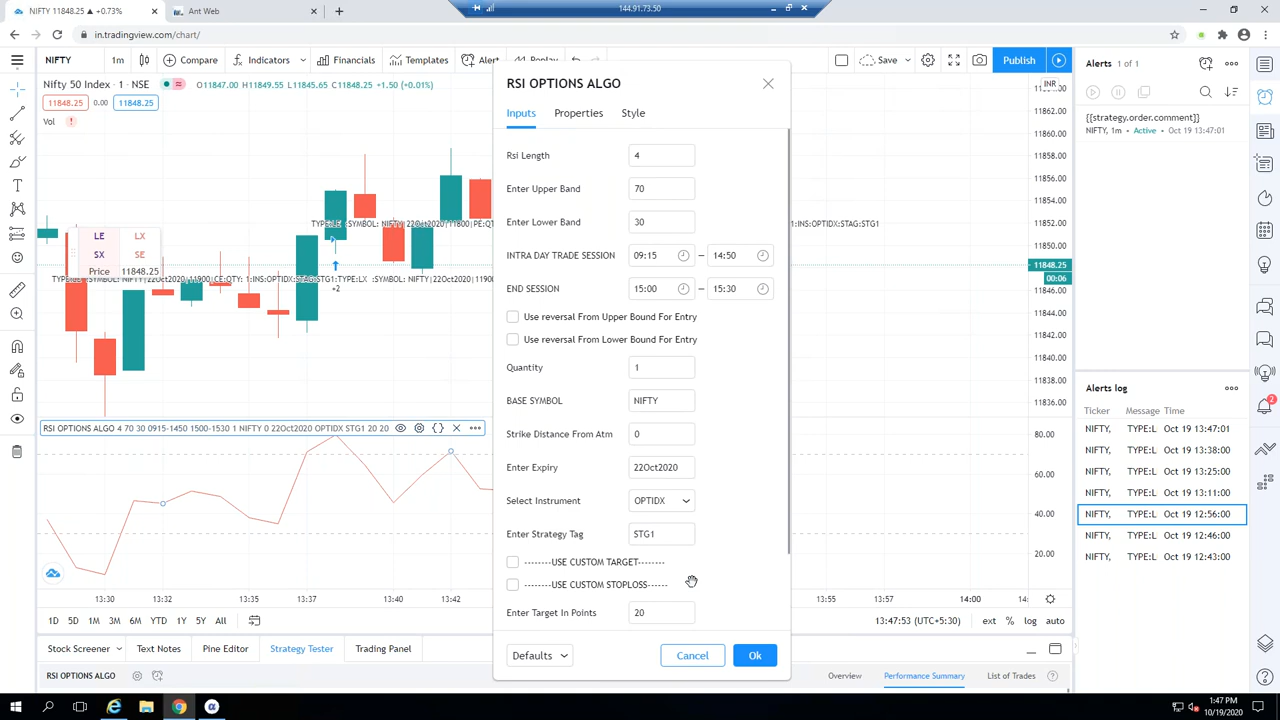 NIFTY 11848.25 ▲ +0.73%
Ant Web
144.91.73.50
in.tradingview.com/chart/
NIFTY
1m
Compare
Indicators
Financials
Templates
Alert
Replay
Save
Publish
Nifty 50 Index · 1 · NSE
O11847.00 H11849.55 L11845.65 C11848.25 +1.50 (+0.01%)
11848.25
0.00
11848.25
Vol
LE
LS
SX
SE
Price
11848.25
+2
INR
11862.00
11860.00
11858.00
11856.00
11854.00
11852.00
11850.00
11848.25
00:06
11846.00
11844.00
11842.00
11840.00
11838.00
11836.00
RSI OPTIONS ALGO 4 70 30 0915-1450 1500-1530 1 NIFTY 0 22Oct2020 OPTIDX STG1 20 20
80.00
60.00
40.00
20.00
13:30
13:33
13:36
13:40
13:42
13:55
13:57
14:00
14:
1D
5D
1M
3M
6M
YTD
1Y
5Y
All
13:47:53 (UTC+5:30)
ext
%
log
auto
Stock Screener
Text Notes
Pine Editor
Strategy Tester
Trading Panel
RSI OPTIONS ALGO
Overview
Performance Summary
List of Trades
RSI OPTIONS ALGO
Inputs
Properties
Style
Rsi Length
4
Enter Upper Band
70
Enter Lower Band
30
INTRA DAY TRADE SESSION
09:15 – 14:50
END SESSION
15:00 – 15:30
Use reversal From Upper Bound For Entry
Use reversal From Lower Bound For Entry
Quantity
1
BASE SYMBOL
NIFTY
Strike Distance From Atm
0
Enter Expiry
22Oct2020
Select Instrument
OPTIDX
Enter Strategy Tag
STG1
--------USE CUSTOM TARGET-------
--------USE CUSTOM STOPLOSS------
Enter Target In Points
20
Defaults
Cancel
Ok
Alerts 1 of 1
{{strategy.order.comment}}
NIFTY, 1m • Active • Oct 19 13:47:01
Alerts log
Ticker Message Time
NIFTY, TYPE:L Oct 19 13:47:01
NIFTY, TYPE:L Oct 19 13:38:00
NIFTY, TYPE:L Oct 19 13:25:00
NIFTY, TYPE:L Oct 19 13:11:00
NIFTY, TYPE:L Oct 19 12:56:00
NIFTY, TYPE:L Oct 19 12:46:00
NIFTY, TYPE:L Oct 19 12:43:00
2
1:47 PM
10/19/2020